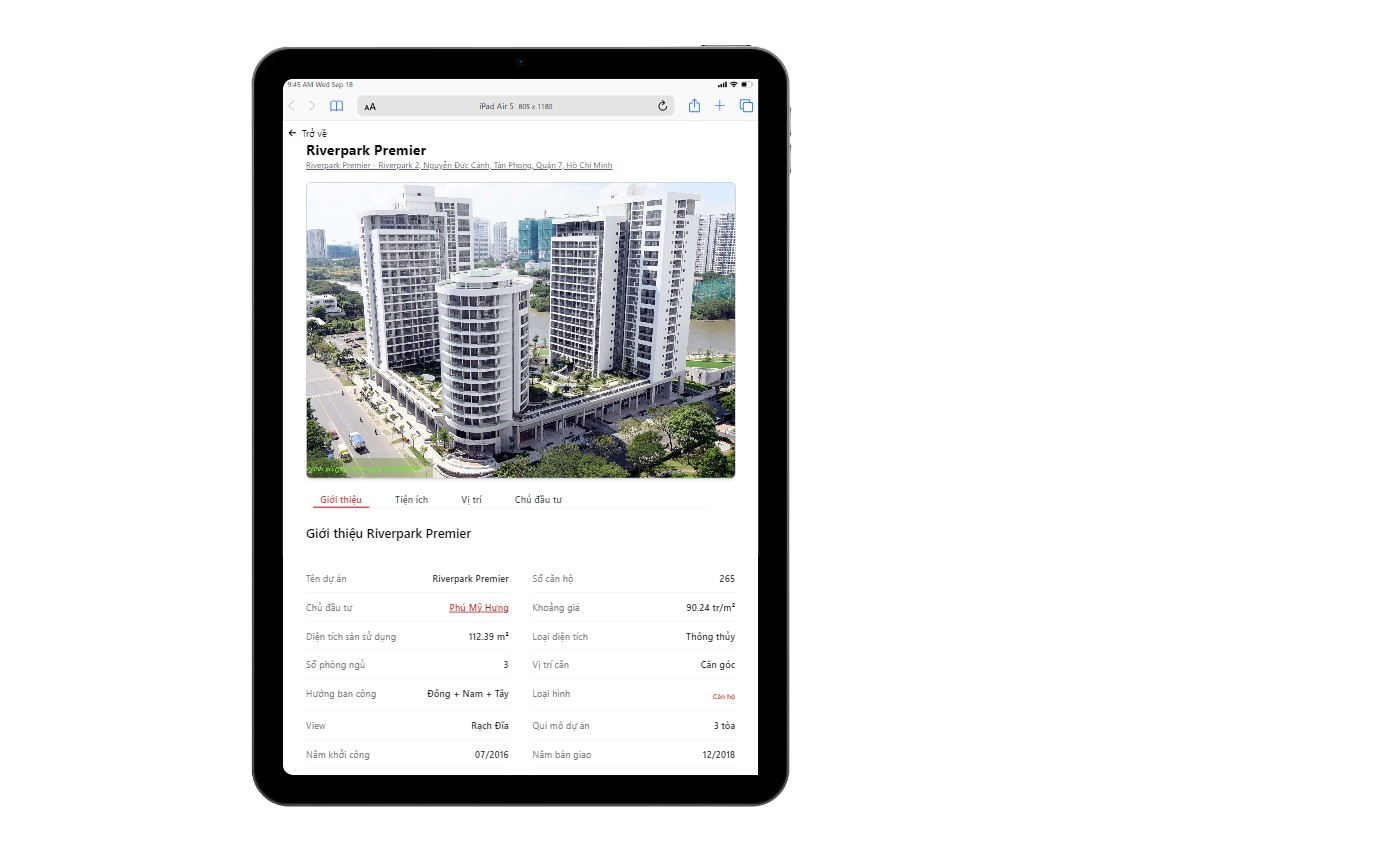 9:45 AM Wed Sep 18
AA iPad Air 5 805 x 1180
Trở về
Riverpark Premier
Riverpark Premier - Riverpark 2, Nguyễn Đức Cảnh, Tân Phong, Quận 7, Hồ Chí Minh
Giới thiệu Tiện ích Vị trí Chủ đầu tư
Giới thiệu Riverpark Premier
Tên dự án Riverpark Premier Số căn hộ 265
Chủ đầu tư Phú Mỹ Hưng Khoảng giá 90.24 tr/m²
Diện tích sàn sử dụng 112.39 m² Loại diện tích Thông thủy
Số phòng ngủ 3 Vị trí căn Căn góc
Hướng ban công Đông + Nam + Tây Loại hình Căn hộ
View Rạch Đĩa Qui mô dự án 3 tòa
Năm khởi công 07/2016 Năm bàn giao 12/2018